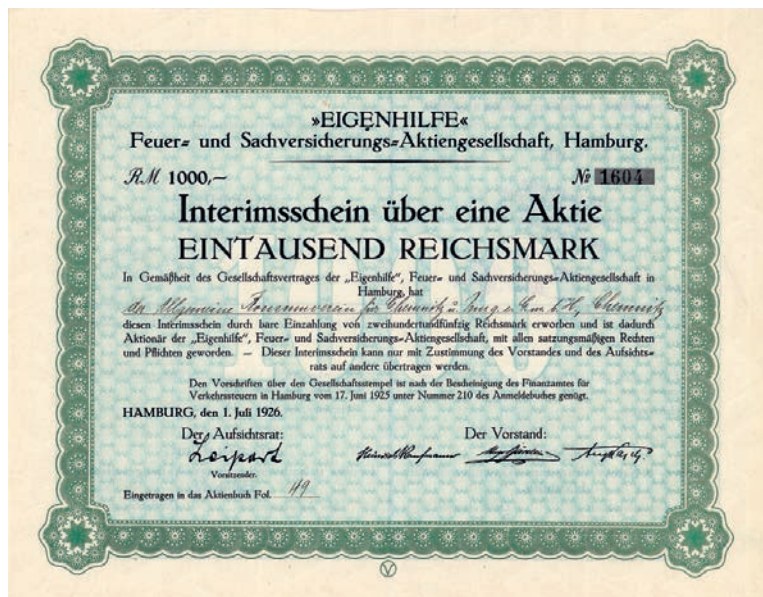 »EIGENHILFE«
Feuer- und Sachversicherungs-Aktiengesellschaft, Hamburg.
RM 1000,—
№ 1604
Interimsschein über eine Aktie
EINTAUSEND REICHSMARK
In Gemäßheit des Gesellschaftsvertrages der „Eigenhilfe", Feuer- und Sachversicherungs-Aktiengesellschaft in
Hamburg, hat
der Allgemeine Konsumverein für Chemnitz u. Umg. e. G. m. b. H., Chemnitz
diesen Interimsschein durch bare Einzahlung von zweihundertundfünfzig Reichsmark erworben und ist dadurch
Aktionär der „Eigenhilfe", Feuer- und Sachversicherungs-Aktiengesellschaft, mit allen satzungsmäßigen Rechten
und Pflichten geworden. — Dieser Interimsschein kann nur mit Zustimmung des Vorstandes und des Aufsichts-
rats auf andere übertragen werden.
Den Vorschriften über den Gesellschaftsstempel ist nach der Bescheinigung des Finanzamtes für
Verkehrssteuern in Hamburg vom 17. Juni 1925 unter Nummer 210 des Anmeldebuches genügt.
HAMBURG, den 1. Juli 1926.
Der Aufsichtsrat:
Leipart
Vorsitzender.
Der Vorstand:
Heinrich Kaufmann
Eingetragen in das Aktienbuch Fol. 49
1000
V